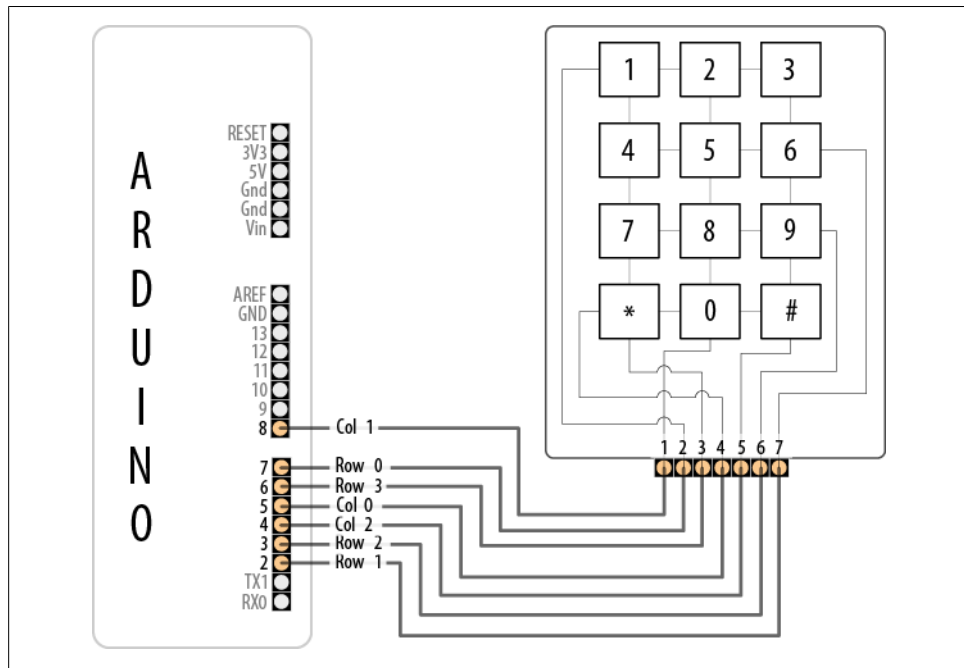 ARDUINO
RESET
3V3
5V
Gnd
Gnd
Vin
AREF
GND
13
12
11
10
9
8
7
6
5
4
3
2
TX1
RX0
Col 1
Row 0
Row 3
Col 0
Col 2
Row 2
Row 1
1 2 3
4 5 6
7 8 9
* 0 #
1 2 3 4 5 6 7